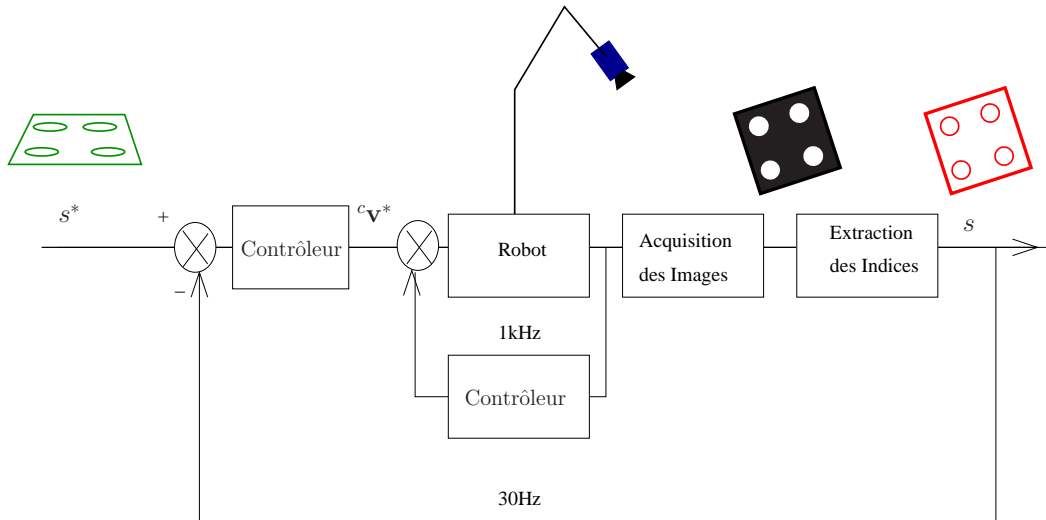 s*
+
−
Contrôleur
ᶜv*
Robot
Acquisition
des Images
Extraction
des Indices
s
1kHz
Contrôleur
30Hz